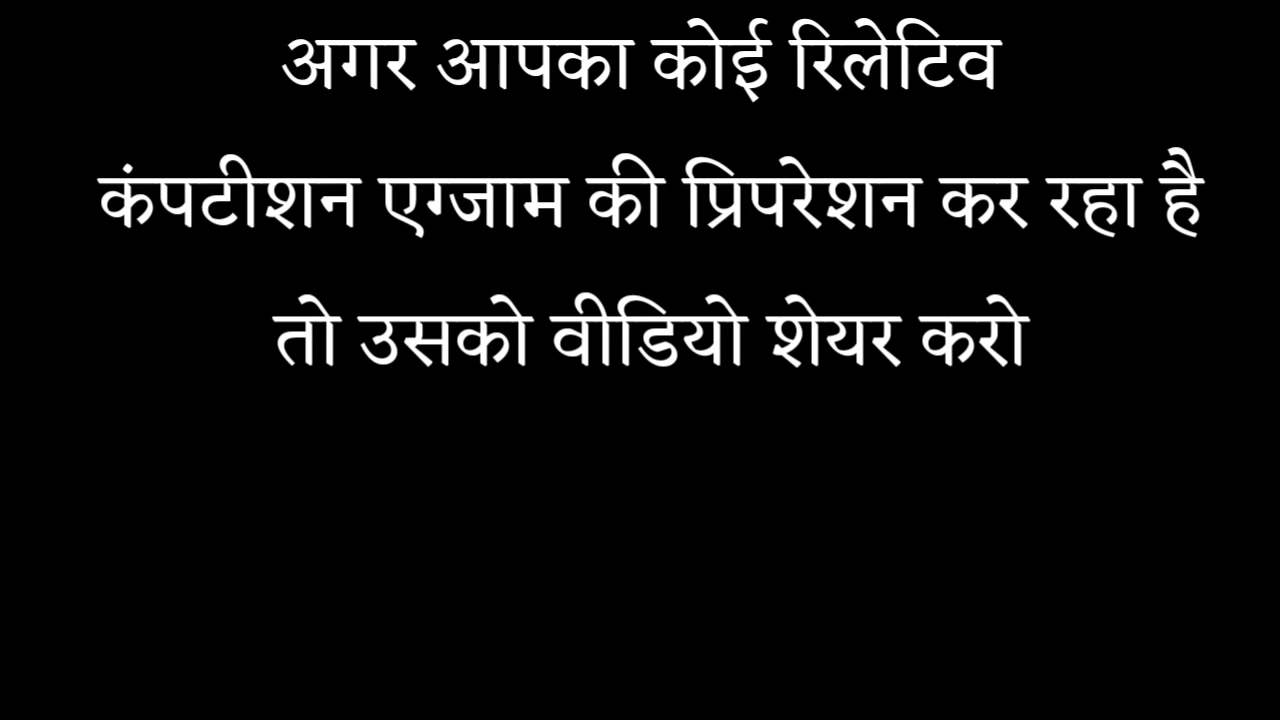 अगर आपका कोई रिलेटिव
कंपटीशन एग्जाम की प्रिपरेशन कर रहा है
तो उसको वीडियो शेयर करो